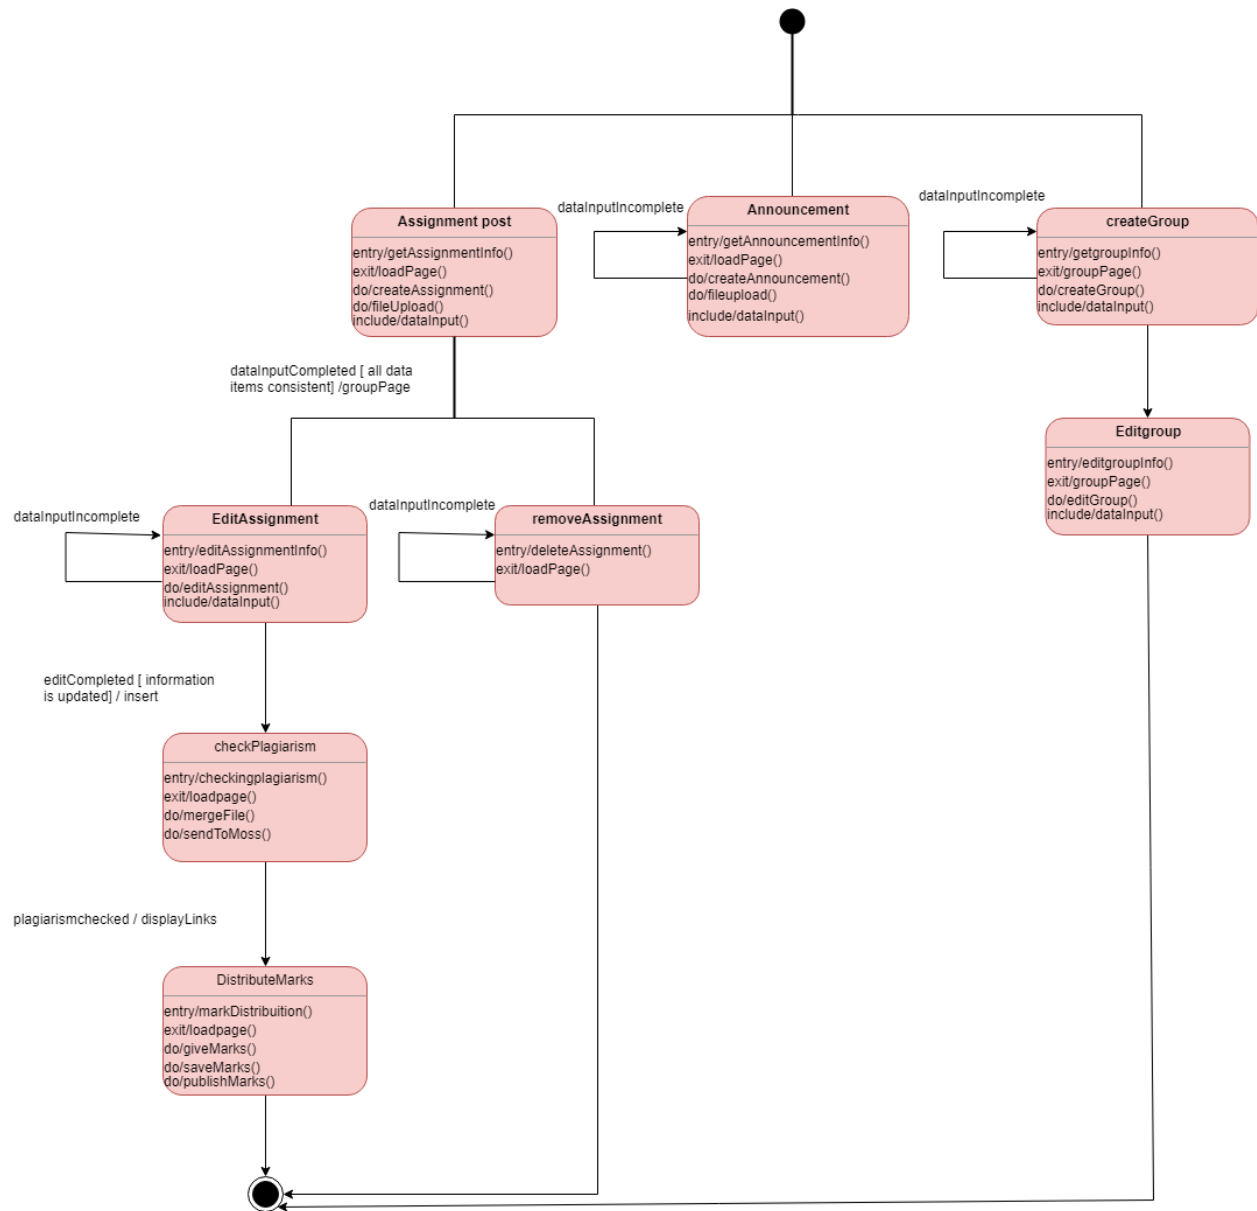 Assignment post
entry/getAssignmentInfo()
exit/loadPage()
do/createAssignment()
do/fileUpload()
include/dataInput()
dataInputIncomplete
Announcement
entry/getAnnouncementInfo()
exit/loadPage()
do/createAnnouncement()
do/fileupload()
include/dataInput()
dataInputIncomplete
createGroup
entry/getgroupInfo()
exit/groupPage()
do/createGroup()
include/dataInput()
dataInputCompleted [ all data
items consistent] /groupPage
Editgroup
entry/editgroupInfo()
exit/groupPage()
do/editGroup()
include/dataInput()
dataInputIncomplete
EditAssignment
entry/editAssignmentInfo()
exit/loadPage()
do/editAssignment()
include/dataInput()
dataInputIncomplete
removeAssignment
entry/deleteAssignment()
exit/loadPage()
editCompleted [ information
is updated] / insert
checkPlagiarism
entry/checkingplagiarism()
exit/loadpage()
do/mergeFile()
do/sendToMoss()
plagiarismchecked / displayLinks
DistributeMarks
entry/markDistribuition()
exit/loadpage()
do/giveMarks()
do/saveMarks()
do/publishMarks()